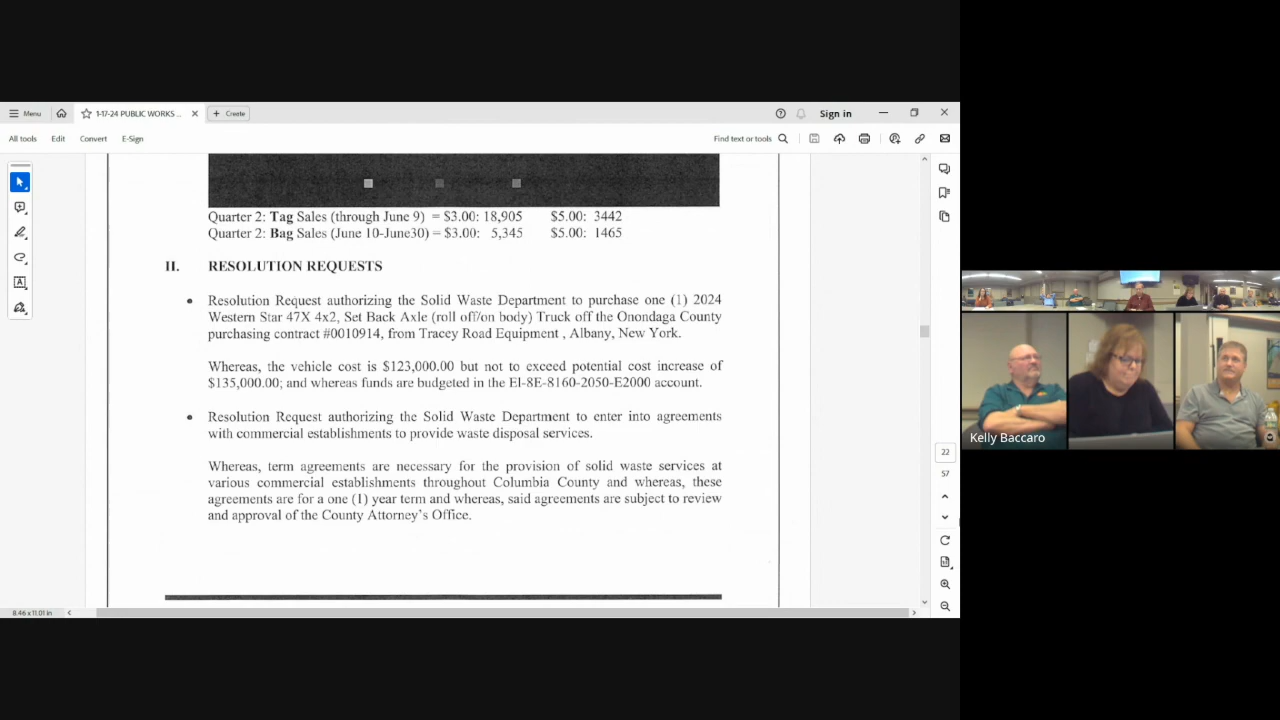 Menu
1-17-24 PUBLIC WORKS ...
Create
Sign in
All tools
Edit
Convert
E-Sign
Find text or tools
Quarter 2: Tag Sales (through June 9) = $3.00: 18,905 $5.00: 3442
Quarter 2: Bag Sales (June 10-June30) = $3.00: 5,345 $5.00: 1465
II. RESOLUTION REQUESTS
• Resolution Request authorizing the Solid Waste Department to purchase one (1) 2024
Western Star 47X 4x2, Set Back Axle (roll off/on body) Truck off the Onondaga County
purchasing contract #0010914, from Tracey Road Equipment , Albany, New York.
Whereas, the vehicle cost is $123,000.00 but not to exceed potential cost increase of
$135,000.00; and whereas funds are budgeted in the EI-8E-8160-2050-E2000 account.
• Resolution Request authorizing the Solid Waste Department to enter into agreements
with commercial establishments to provide waste disposal services.
Whereas, term agreements are necessary for the provision of solid waste services at
various commercial establishments throughout Columbia County and whereas, these
agreements are for a one (1) year term and whereas, said agreements are subject to review
and approval of the County Attorney's Office.
22
57
8.46 x 11.01 in
Kelly Baccaro